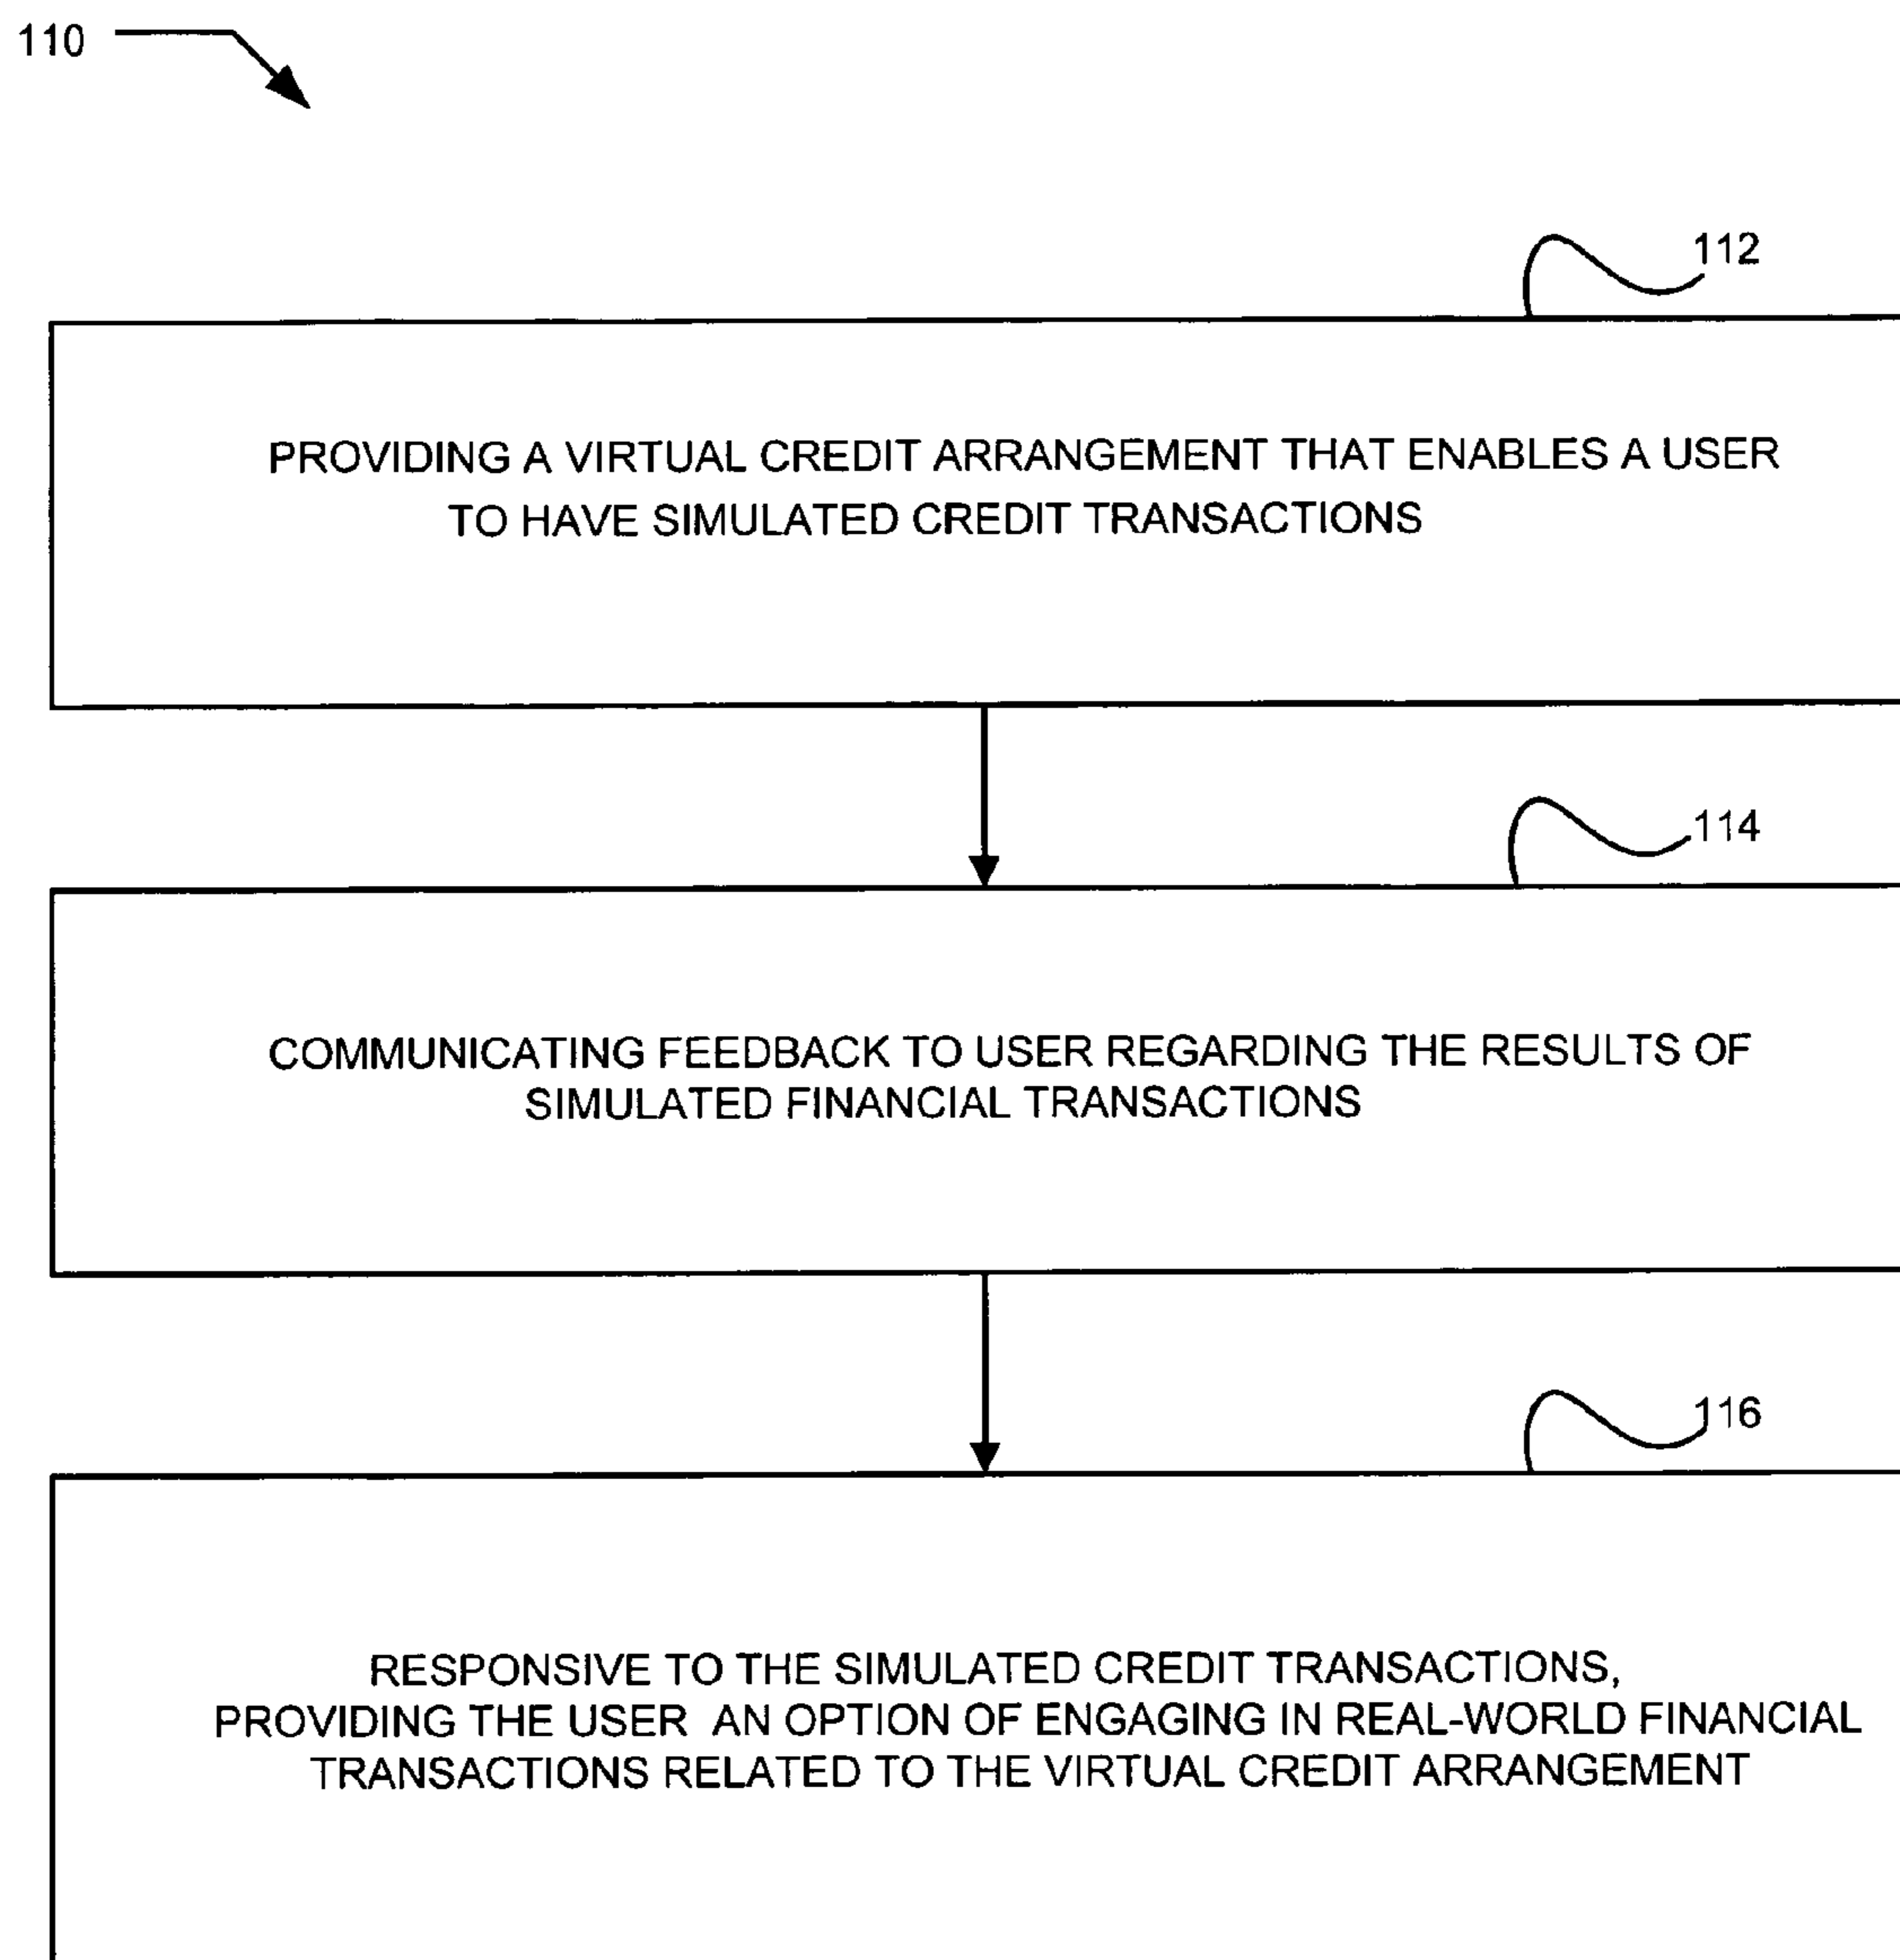 110
112
PROVIDING A VIRTUAL CREDIT ARRANGEMENT THAT ENABLES A USER
TO HAVE SIMULATED CREDIT TRANSACTIONS
114
COMMUNICATING FEEDBACK TO USER REGARDING THE RESULTS OF
SIMULATED FINANCIAL TRANSACTIONS
116
RESPONSIVE TO THE SIMULATED CREDIT TRANSACTIONS,
PROVIDING THE USER AN OPTION OF ENGAGING IN REAL-WORLD FINANCIAL
TRANSACTIONS RELATED TO THE VIRTUAL CREDIT ARRANGEMENT